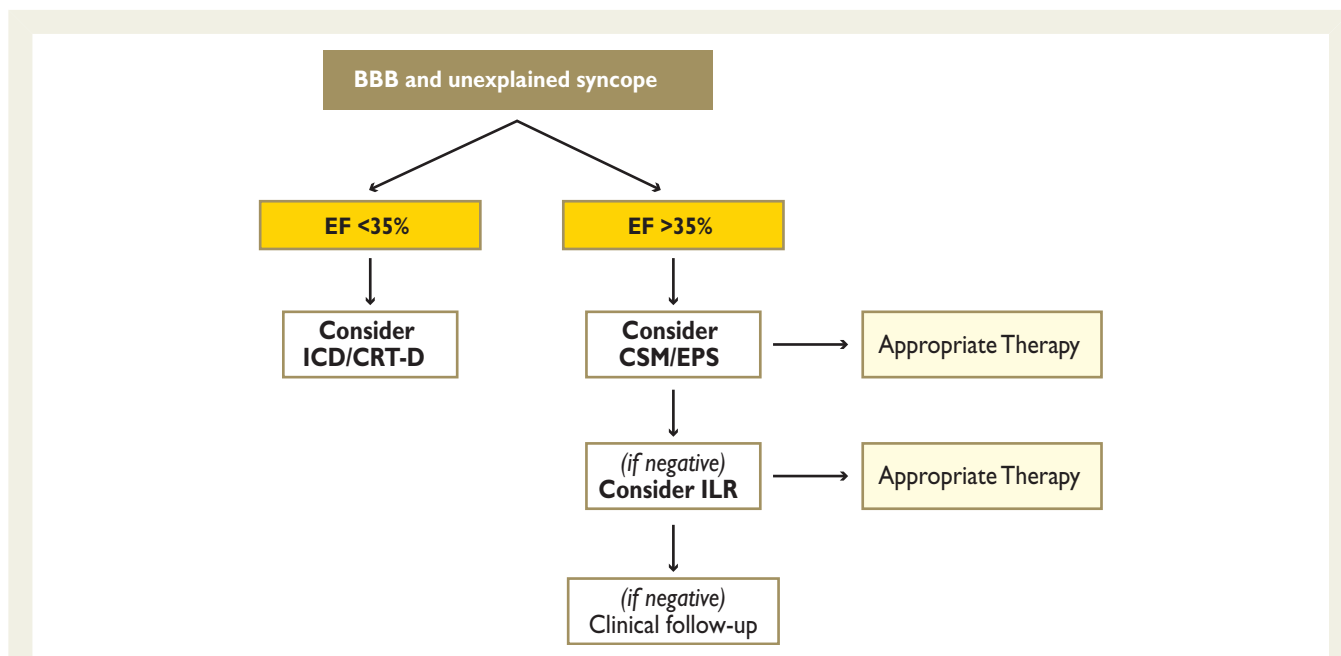 BBB and unexplained syncope
EF <35%
EF >35%
Consider
ICD/CRT-D
Consider
CSM/EPS
Appropriate Therapy
(if negative)
Consider ILR
Appropriate Therapy
(if negative)
Clinical follow-up